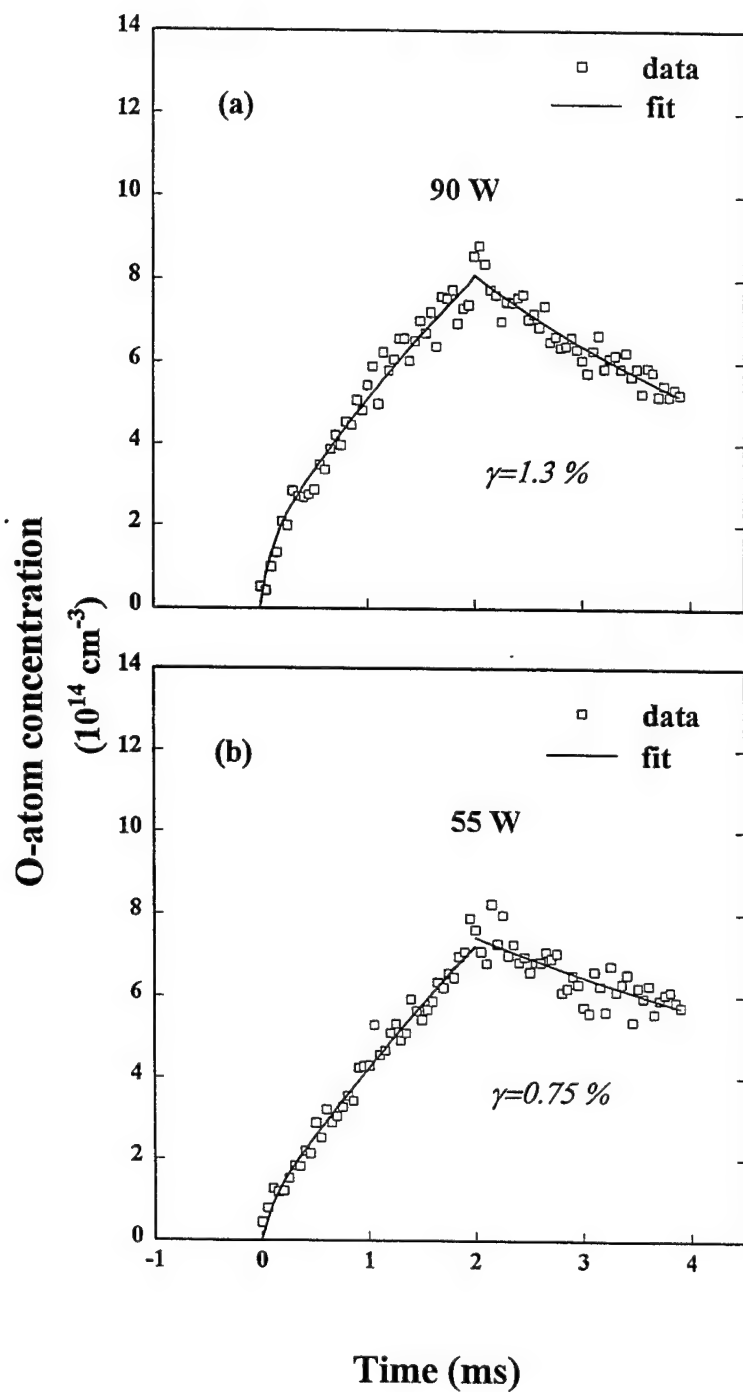 14
12
10
8
6
4
2
0
(a)
data
fit
90 W
γ=1.3 %
O-atom concentration
(10¹⁴ cm⁻³)
14
12
10
8
6
4
2
0
(b)
data
fit
55 W
γ=0.75 %
-1 0 1 2 3 4
Time (ms)